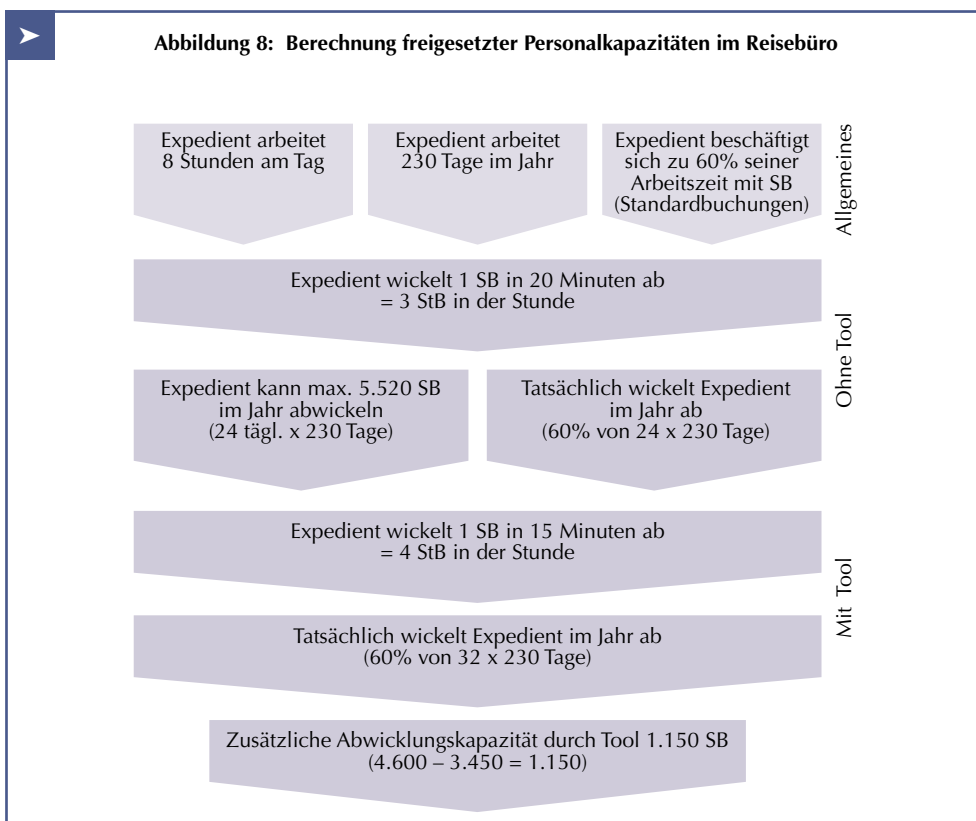 Abbildung 8: Berechnung freigesetzter Personalkapazitäten im Reisebüro
Expedient arbeitet
8 Stunden am Tag
Expedient arbeitet
230 Tage im Jahr
Expedient beschäftigt
sich zu 60% seiner
Arbeitszeit mit SB
(Standardbuchungen)
Allgemeines
Expedient wickelt 1 SB in 20 Minuten ab
= 3 StB in der Stunde
Ohne Tool
Expedient kann max. 5.520 SB
im Jahr abwickeln
(24 tägl. x 230 Tage)
Tatsächlich wickelt Expedient
im Jahr ab
(60% von 24 x 230 Tage)
Expedient wickelt 1 SB in 15 Minuten ab
= 4 StB in der Stunde
Mit Tool
Tatsächlich wickelt Expedient im Jahr ab
(60% von 32 x 230 Tage)
Zusätzliche Abwicklungskapazität durch Tool 1.150 SB
(4.600 – 3.450 = 1.150)